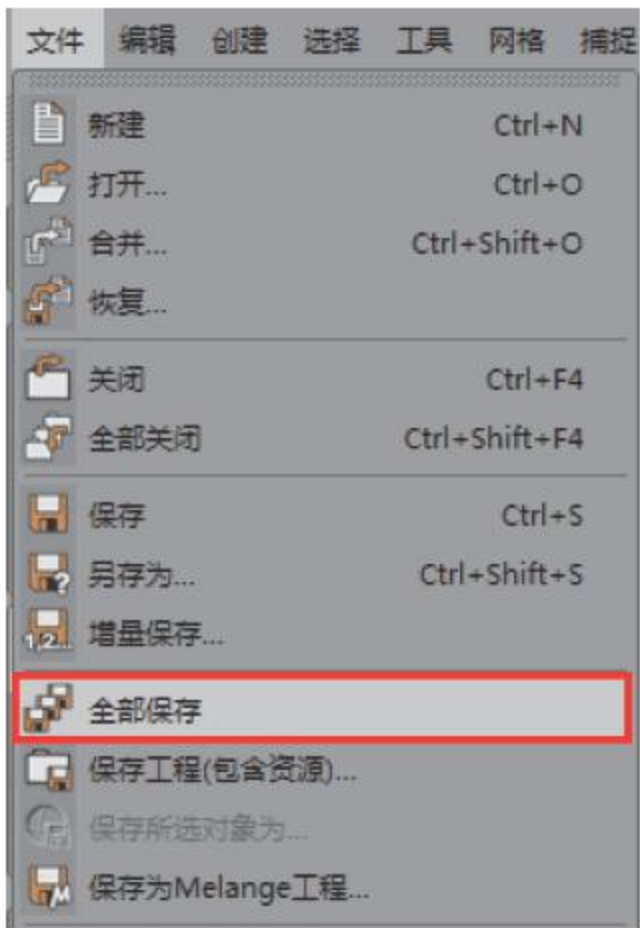 文件 编辑 创建 选择 工具 网格 捕捉
新建 Ctrl+N
打开... Ctrl+O
合并... Ctrl+Shift+O
恢复...
关闭 Ctrl+F4
全部关闭 Ctrl+Shift+F4
保存 Ctrl+S
另存为... Ctrl+Shift+S
增量保存...
全部保存
保存工程(包含资源)...
保存所选对象为...
保存为Melange工程...